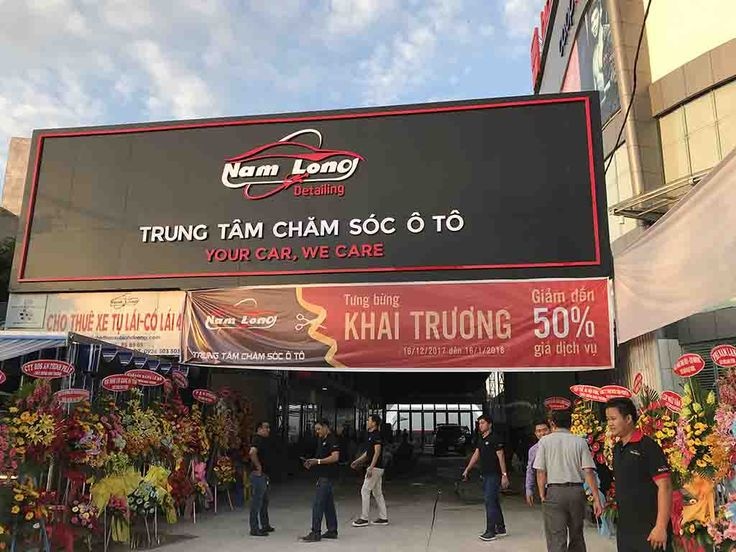 Nam Long
Detailing
TRUNG TÂM CHĂM SÓC Ô TÔ
YOUR CAR, WE CARE
Nam Long
CHO THUÊ XE TỰ LÁI-CÓ LÁI
Nam Long
TRUNG TÂM CHĂM SÓC Ô TÔ
Tưng bừng
KHAI TRƯƠNG
16/12/2017 đến 16/1/2018
Giảm đến
50%
giá dịch vụ